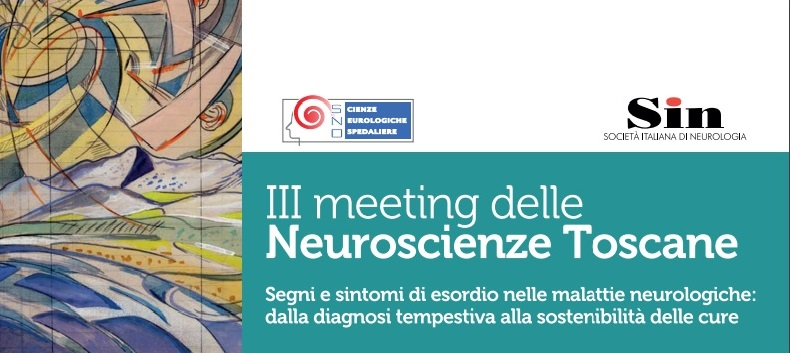 SNO
CIENZE
EUROLOGICHE
SPEDALIERE
Sin
SOCIETÀ ITALIANA DI NEUROLOGIA
III meeting delle
Neuroscienze Toscane
Segni e sintomi di esordio nelle malattie neurologiche:
dalla diagnosi tempestiva alla sostenibilità delle cure